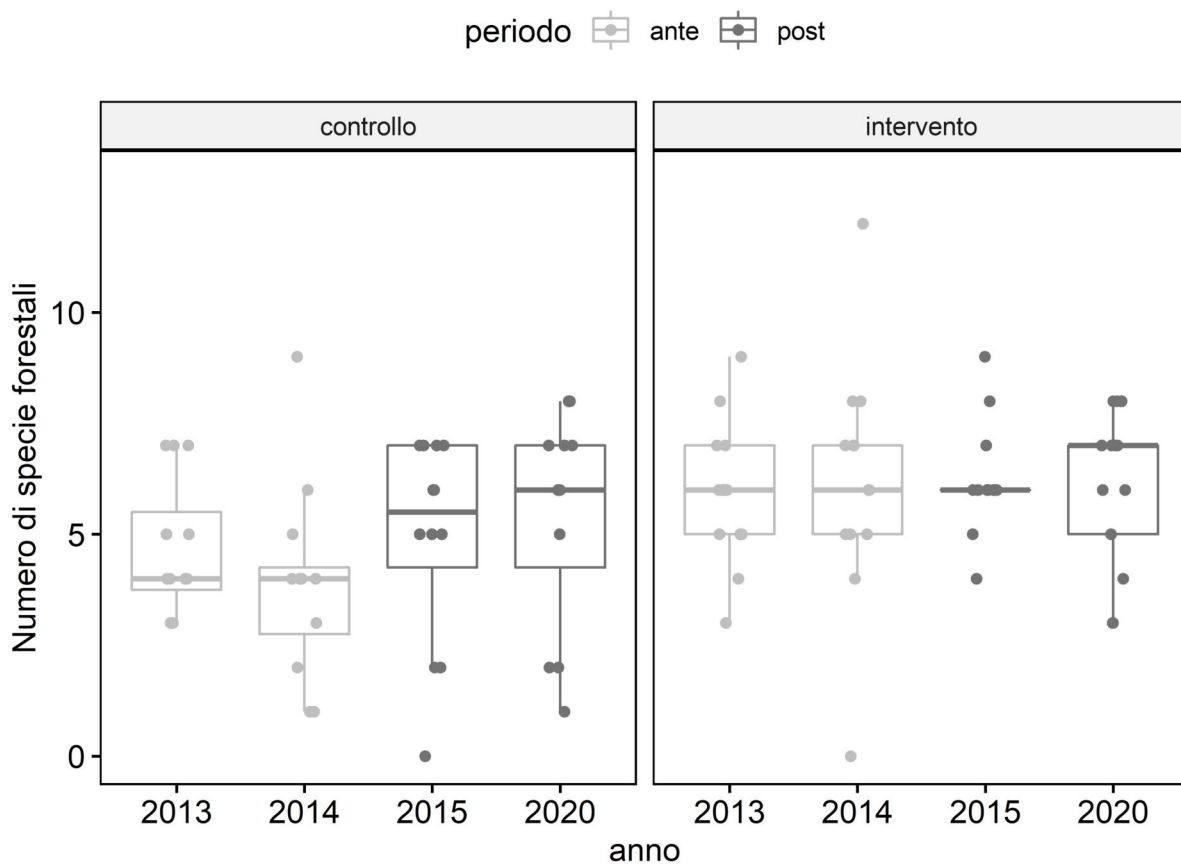 periodo ante post
controllo intervento
Numero di specie forestali
10
5
0
2013 2014 2015 2020 2013 2014 2015 2020
anno